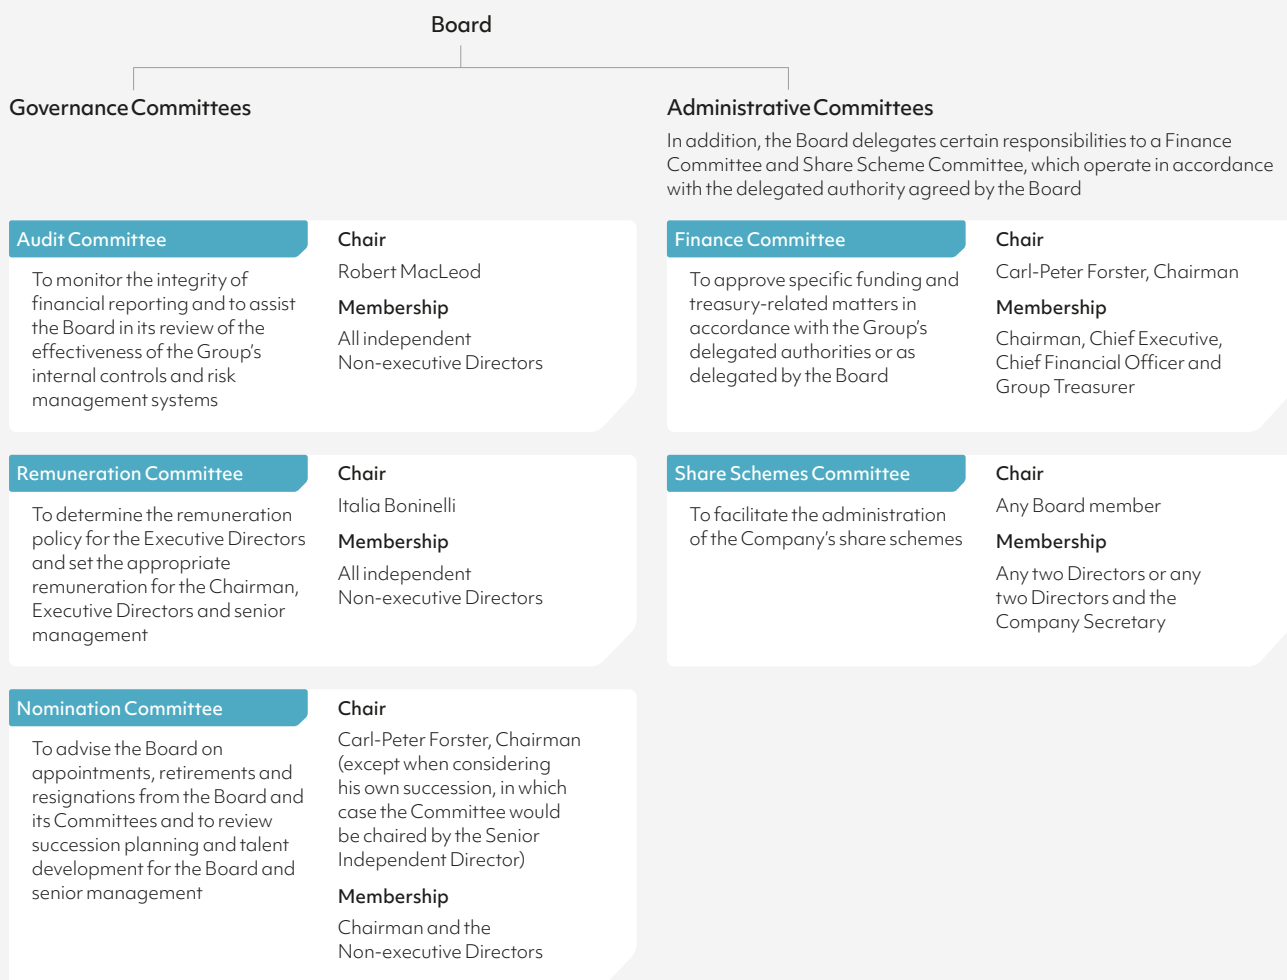 Board
Governance Committees
Administrative Committees
In addition, the Board delegates certain responsibilities to a Finance
Committee and Share Scheme Committee, which operate in accordance
with the delegated authority agreed by the Board
Audit Committee
To monitor the integrity of
financial reporting and to assist
the Board in its review of the
effectiveness of the Group's
internal controls and risk
management systems
Chair
Robert MacLeod
Membership
All independent
Non-executive Directors
Remuneration Committee
To determine the remuneration
policy for the Executive Directors
and set the appropriate
remuneration for the Chairman,
Executive Directors and senior
management
Chair
Italia Boninelli
Membership
All independent
Non-executive Directors
Nomination Committee
To advise the Board on
appointments, retirements and
resignations from the Board and
its Committees and to review
succession planning and talent
development for the Board and
senior management
Chair
Carl-Peter Forster, Chairman
(except when considering
his own succession, in which
case the Committee would
be chaired by the Senior
Independent Director)
Membership
Chairman and the
Non-executive Directors
Finance Committee
To approve specific funding and
treasury-related matters in
accordance with the Group's
delegated authorities or as
delegated by the Board
Chair
Carl-Peter Forster, Chairman
Membership
Chairman, Chief Executive,
Chief Financial Officer and
Group Treasurer
Share Schemes Committee
To facilitate the administration
of the Company's share schemes
Chair
Any Board member
Membership
Any two Directors or any
two Directors and the
Company Secretary